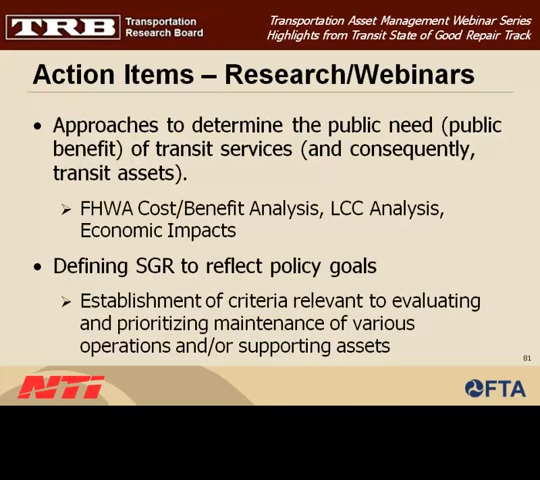 TRB Transportation Research Board
Transportation Asset Management Webinar Series
Highlights from Transit State of Good Repair Track
Action Items – Research/Webinars
• Approaches to determine the public need (public
benefit) of transit services (and consequently,
transit assets).
➢ FHWA Cost/Benefit Analysis, LCC Analysis,
Economic Impacts
• Defining SGR to reflect policy goals
➢ Establishment of criteria relevant to evaluating
and prioritizing maintenance of various
operations and/or supporting assets
81
NTI
FTA